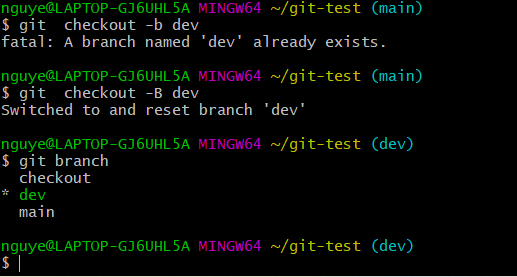 nguye@LAPTOP-GJ6UHL5A MINGW64 ~/git-test (main)
$ git  checkout -b dev
fatal: A branch named 'dev' already exists.
nguye@LAPTOP-GJ6UHL5A MINGW64 ~/git-test (main)
$ git  checkout -B dev
Switched to and reset branch 'dev'
nguye@LAPTOP-GJ6UHL5A MINGW64 ~/git-test (dev)
$ git branch
  checkout
* dev
  main
nguye@LAPTOP-GJ6UHL5A MINGW64 ~/git-test (dev)
$